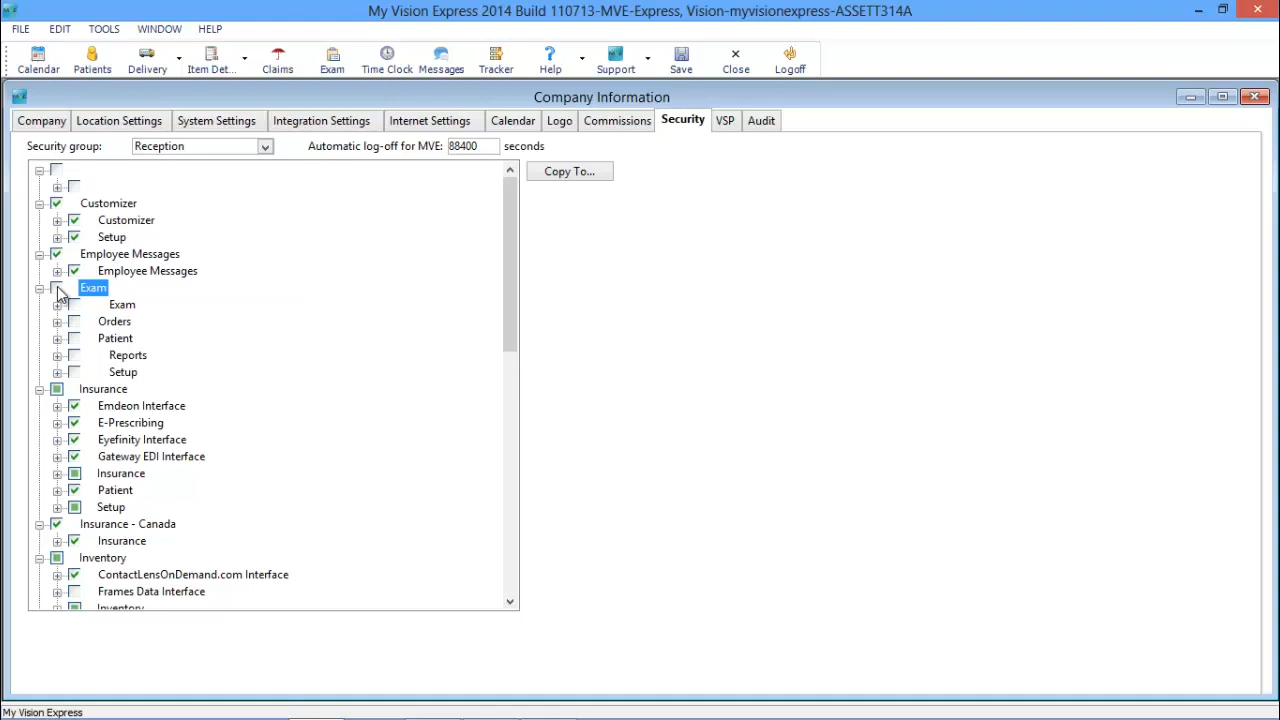 My Vision Express 2014 Build 110713-MVE-Express, Vision-myvisionexpress-ASSETT314A
FILE EDIT TOOLS WINDOW HELP
Calendar Patients Delivery Item Det... Claims Exam Time Clock Messages Tracker Help Support Save Close Logoff
Company Information
Company Location Settings System Settings Integration Settings Internet Settings Calendar Logo Commissions Security VSP Audit
Security group: Reception Automatic log-off for MVE: 88400 seconds
Copy To...
Customizer
Customizer
Setup
Employee Messages
Employee Messages
Exam
Exam
Orders
Patient
Reports
Setup
Insurance
Emdeon Interface
E-Prescribing
Eyefinity Interface
Gateway EDI Interface
Insurance
Patient
Setup
Insurance - Canada
Insurance
Inventory
ContactLensOnDemand.com Interface
Frames Data Interface
Inventory
My Vision Express